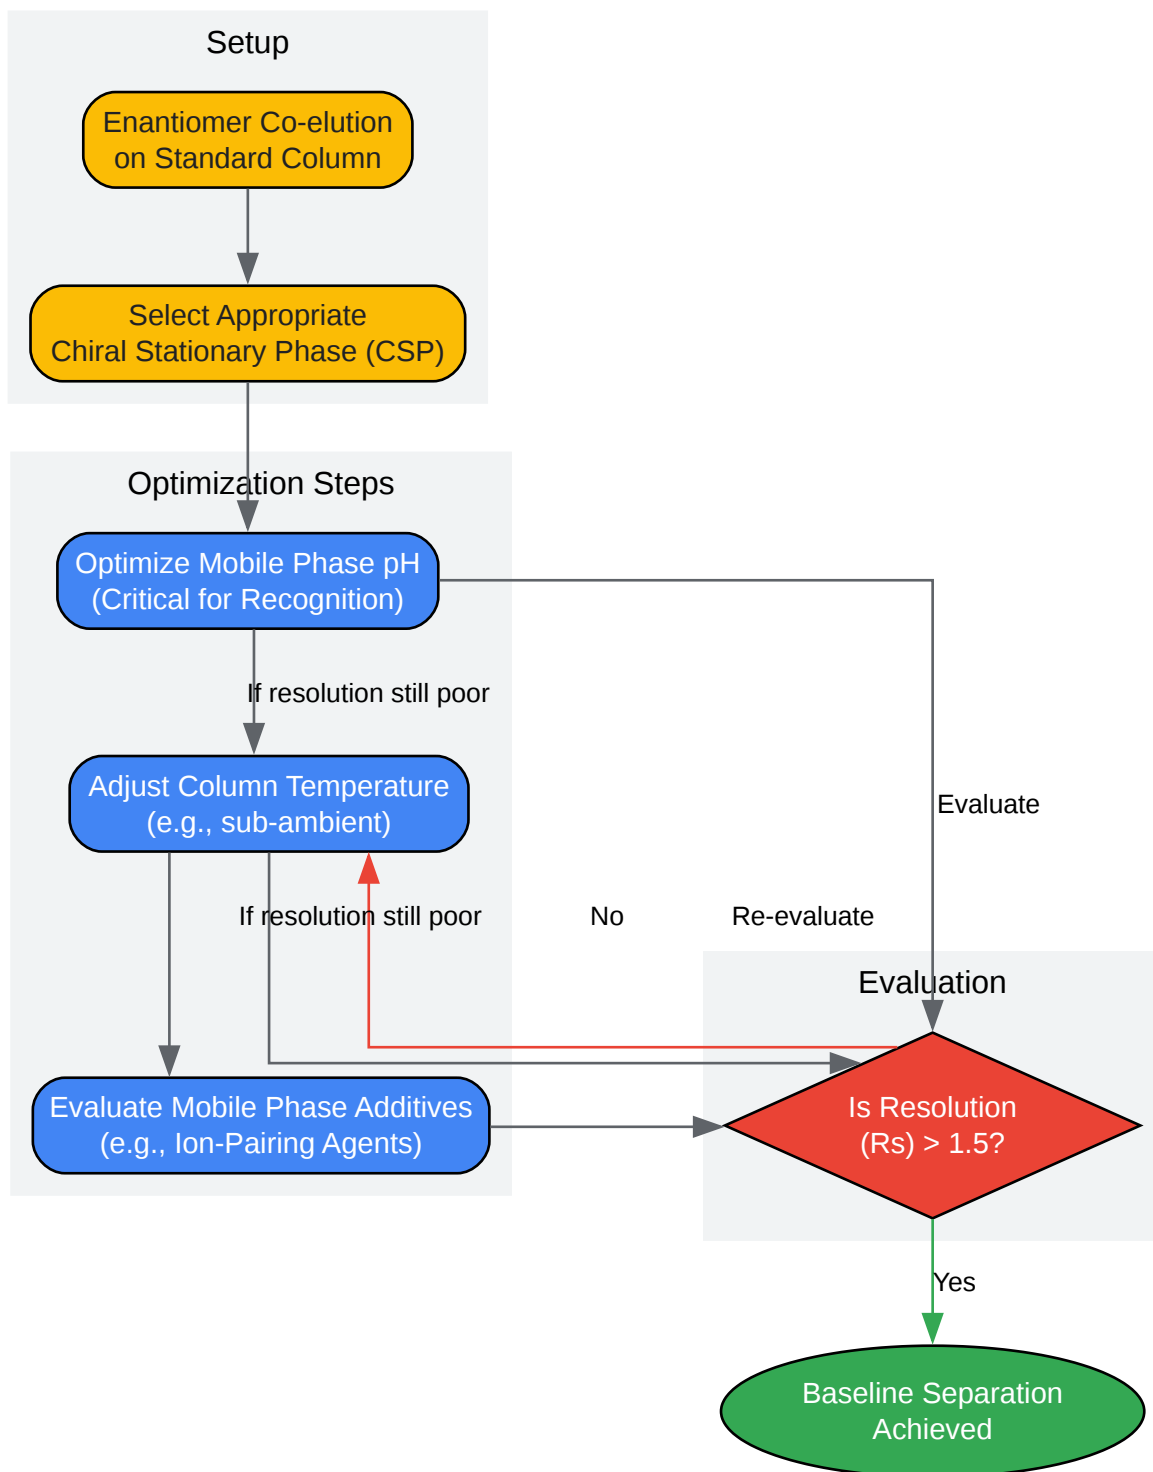 Setup
Enantiomer Co-elution
on Standard Column
Select Appropriate
Chiral Stationary Phase (CSP)
Optimization Steps
Optimize Mobile Phase pH
(Critical for Recognition)
If resolution still poor
Adjust Column Temperature
(e.g., sub-ambient)
Evaluate
If resolution still poor
No
Re-evaluate
Evaluation
Evaluate Mobile Phase Additives
(e.g., Ion-Pairing Agents)
Is Resolution
(Rs) > 1.5?
Yes
Baseline Separation
Achieved